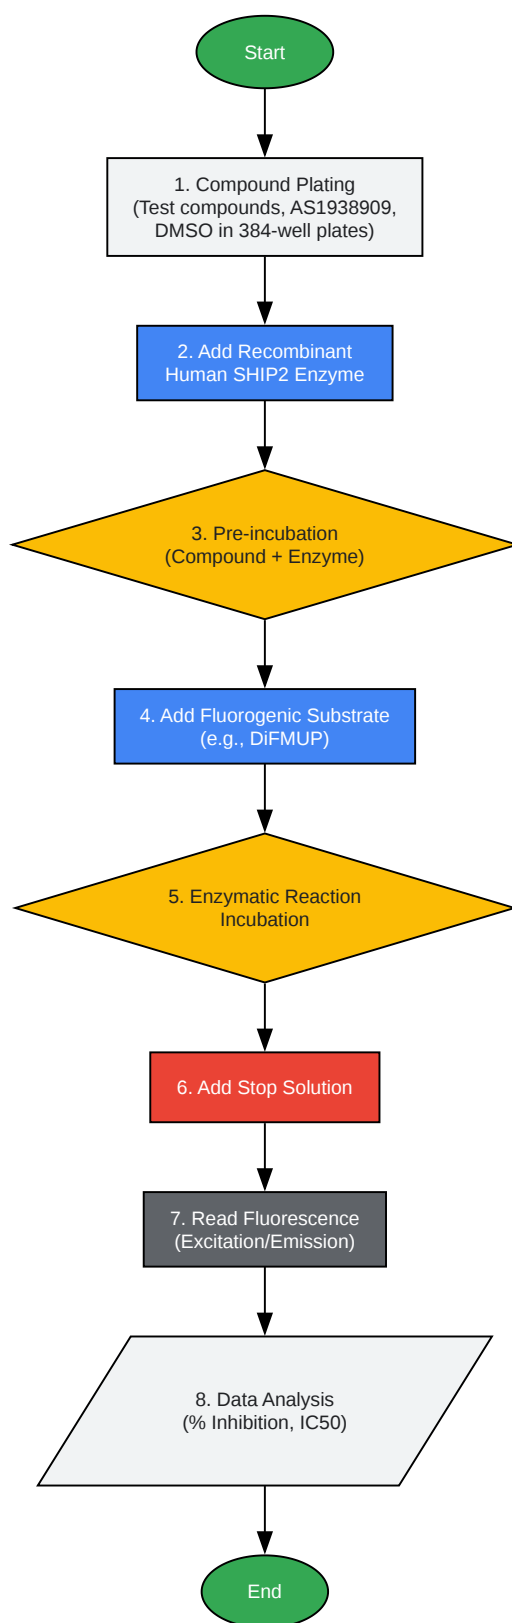 Start
1. Compound Plating
(Test compounds, AS1938909,
DMSO in 384-well plates)
2. Add Recombinant
Human SHIP2 Enzyme
3. Pre-incubation
(Compound + Enzyme)
4. Add Fluorogenic Substrate
(e.g., DiFMUP)
5. Enzymatic Reaction
Incubation
6. Add Stop Solution
7. Read Fluorescence
(Excitation/Emission)
8. Data Analysis
(% Inhibition, IC50)
End